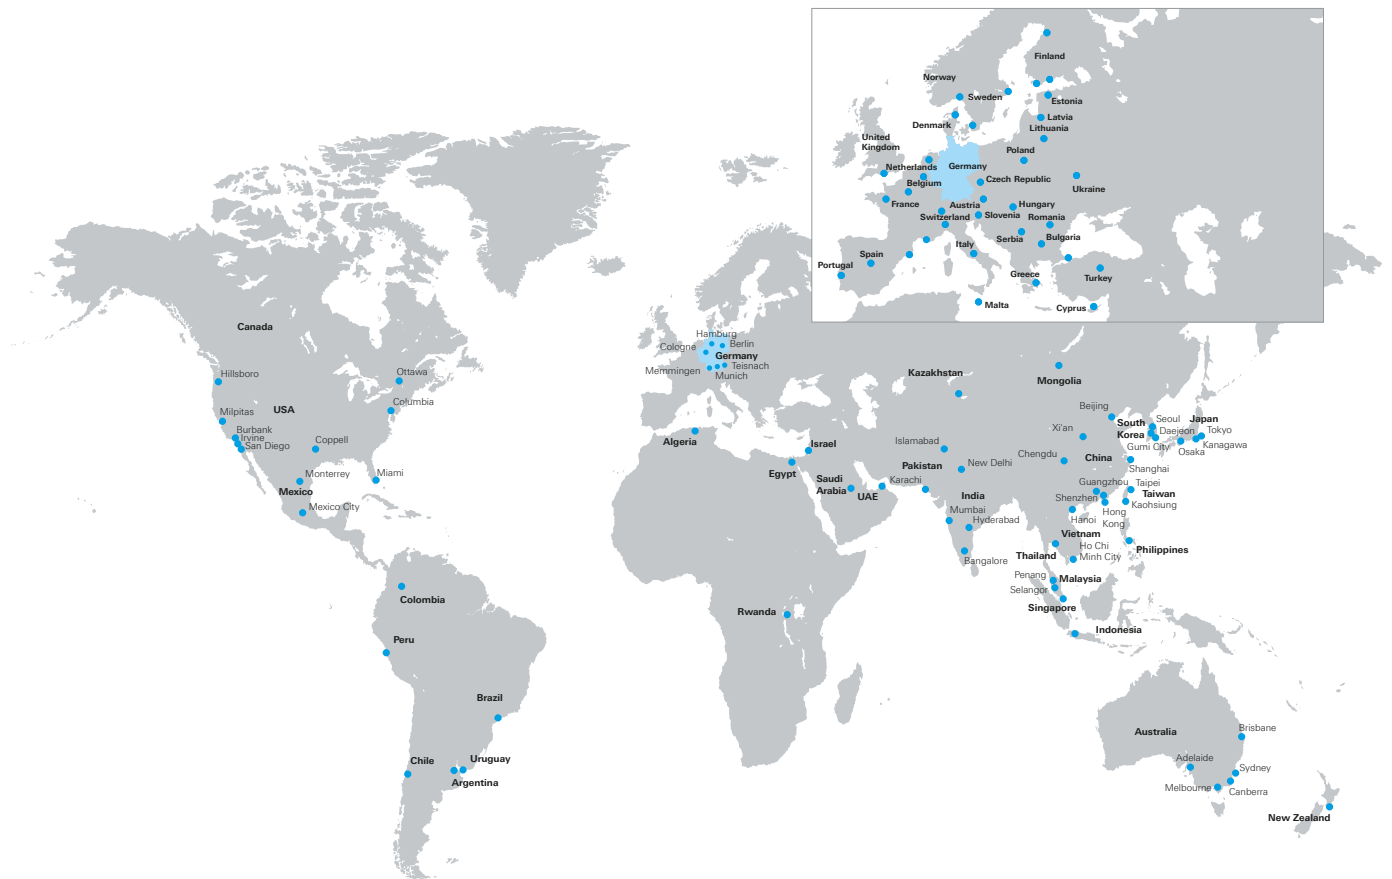 Finland
Norway
Sweden
Estonia
Latvia
Denmark
Lithuania
United
Kingdom
Poland
Netherlands
Germany
Czech Republic
Belgium
Ukraine
France
Austria
Hungary
Switzerland
Slovenia
Romania
Serbia
Bulgaria
Italy
Spain
Portugal
Greece
Turkey
Malta
Cyprus
Canada
Hillsboro
Ottawa
USA
Columbia
Milpitas
Burbank
Irvine
San Diego
Coppell
Monterrey
Miami
Mexico
Mexico City
Colombia
Peru
Brazil
Chile
Uruguay
Argentina
Hamburg
Cologne
Berlin
Germany
Memmingen
Teisnach
Munich
Algeria
Israel
Egypt
Saudi
Arabia
UAE
Rwanda
Kazakhstan
Mongolia
Islamabad
Pakistan
New Delhi
Karachi
India
Mumbai
Hyderabad
Bangalore
Beijing
Xi'an
Chengdu
China
South
Korea
Seoul
Daejeon
Gumi City
Japan
Tokyo
Kanagawa
Osaka
Shanghai
Guangzhou
Shenzhen
Taipei
Taiwan
Kaohsiung
Hong
Kong
Hanoi
Vietnam
Ho Chi
Minh City
Thailand
Philippines
Penang
Malaysia
Selangor
Singapore
Indonesia
Australia
Brisbane
Adelaide
Sydney
Melbourne
Canberra
New Zealand